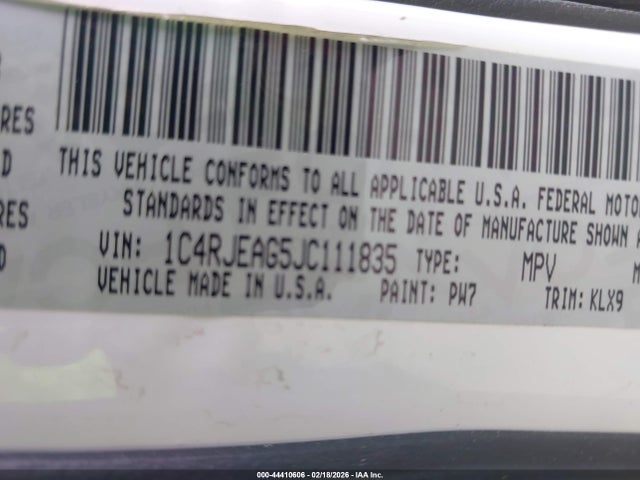 RES
D
RES
D
THIS VEHICLE CONFORMS TO ALL APPLICABLE U.S.A. FEDERAL MOTO
STANDARDS IN EFFECT ON THE DATE OF MANUFACTURE SHOWN A
VIN: 1C4RJEAG5JC111835 TYPE: MPV M
VEHICLE MADE IN U.S.A. PAINT: PW7 TRIM: KLX9
000-44410606 - 02/18/2026 - IAA Inc.